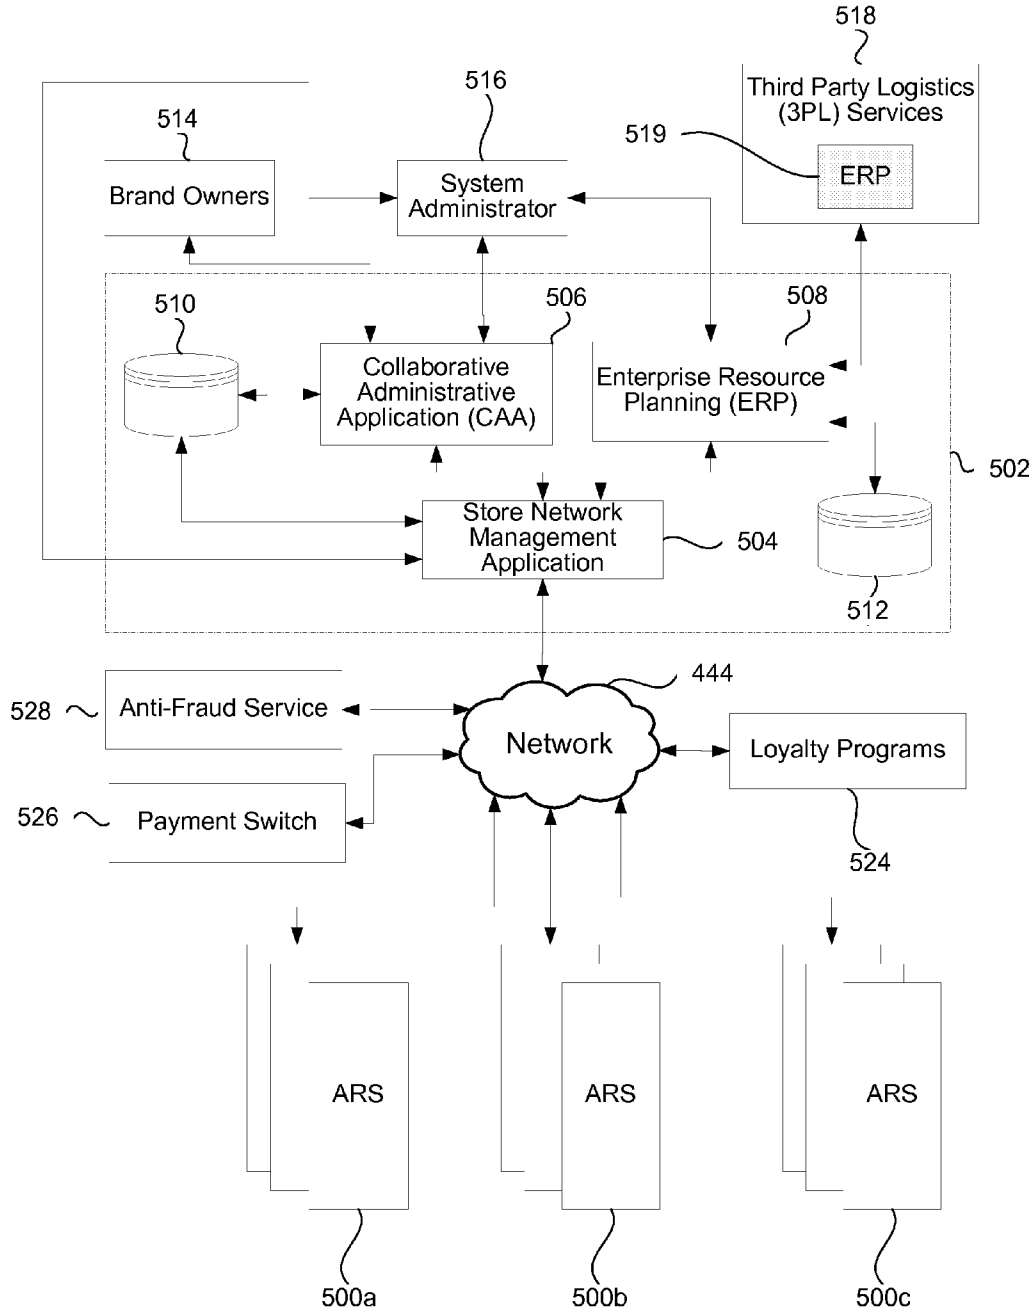 518
516
Third Party Logistics
(3PL) Services
514
519
ERP
Brand Owners
System
Administrator
510
506
508
Collaborative
Administrative
Application (CAA)
Enterprise Resource
Planning (ERP)
502
Store Network
Management
Application
504
512
444
528
Anti-Fraud Service
Network
Loyalty Programs
526
Payment Switch
524
ARS
ARS
ARS
500a
500b
500c